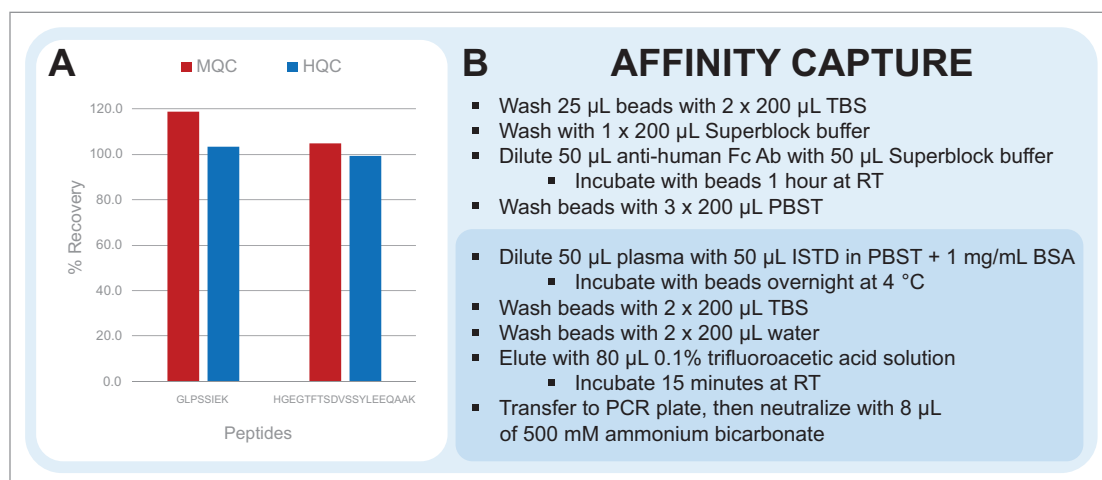 A
MQC
HQC
120.0
100.0
80.0
60.0
40.0
20.0
0.0
% Recovery
GLPSSIEK
HGEGTFTSDVSSYLEEQAAK
Peptides
B
AFFINITY CAPTURE
▪ Wash 25 µL beads with 2 x 200 µL TBS
▪ Wash with 1 x 200 µL Superblock buffer
▪ Dilute 50 µL anti-human Fc Ab with 50 µL Superblock buffer
▪ Incubate with beads 1 hour at RT
▪ Wash beads with 3 x 200 µL PBST
▪ Dilute 50 µL plasma with 50 µL ISTD in PBST + 1 mg/mL BSA
▪ Incubate with beads overnight at 4 °C
▪ Wash beads with 2 x 200 µL TBS
▪ Wash beads with 2 x 200 µL water
▪ Elute with 80 µL 0.1% trifluoroacetic acid solution
▪ Incubate 15 minutes at RT
▪ Transfer to PCR plate, then neutralize with 8 µL
of 500 mM ammonium bicarbonate